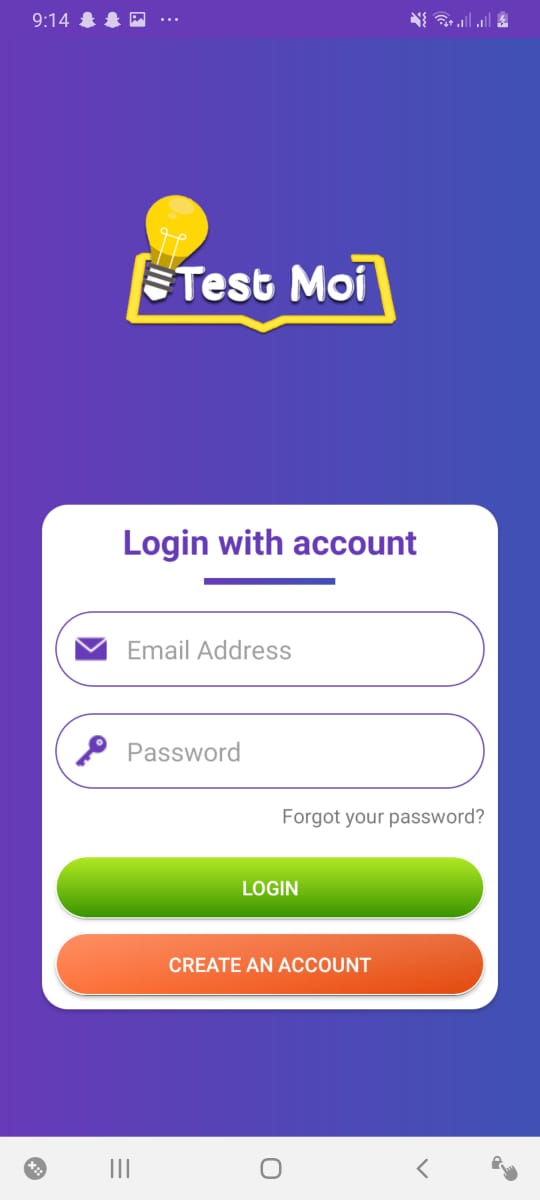 9:14
Test Moi
Login with account
Email Address
Password
Forgot your password?
LOGIN
CREATE AN ACCOUNT